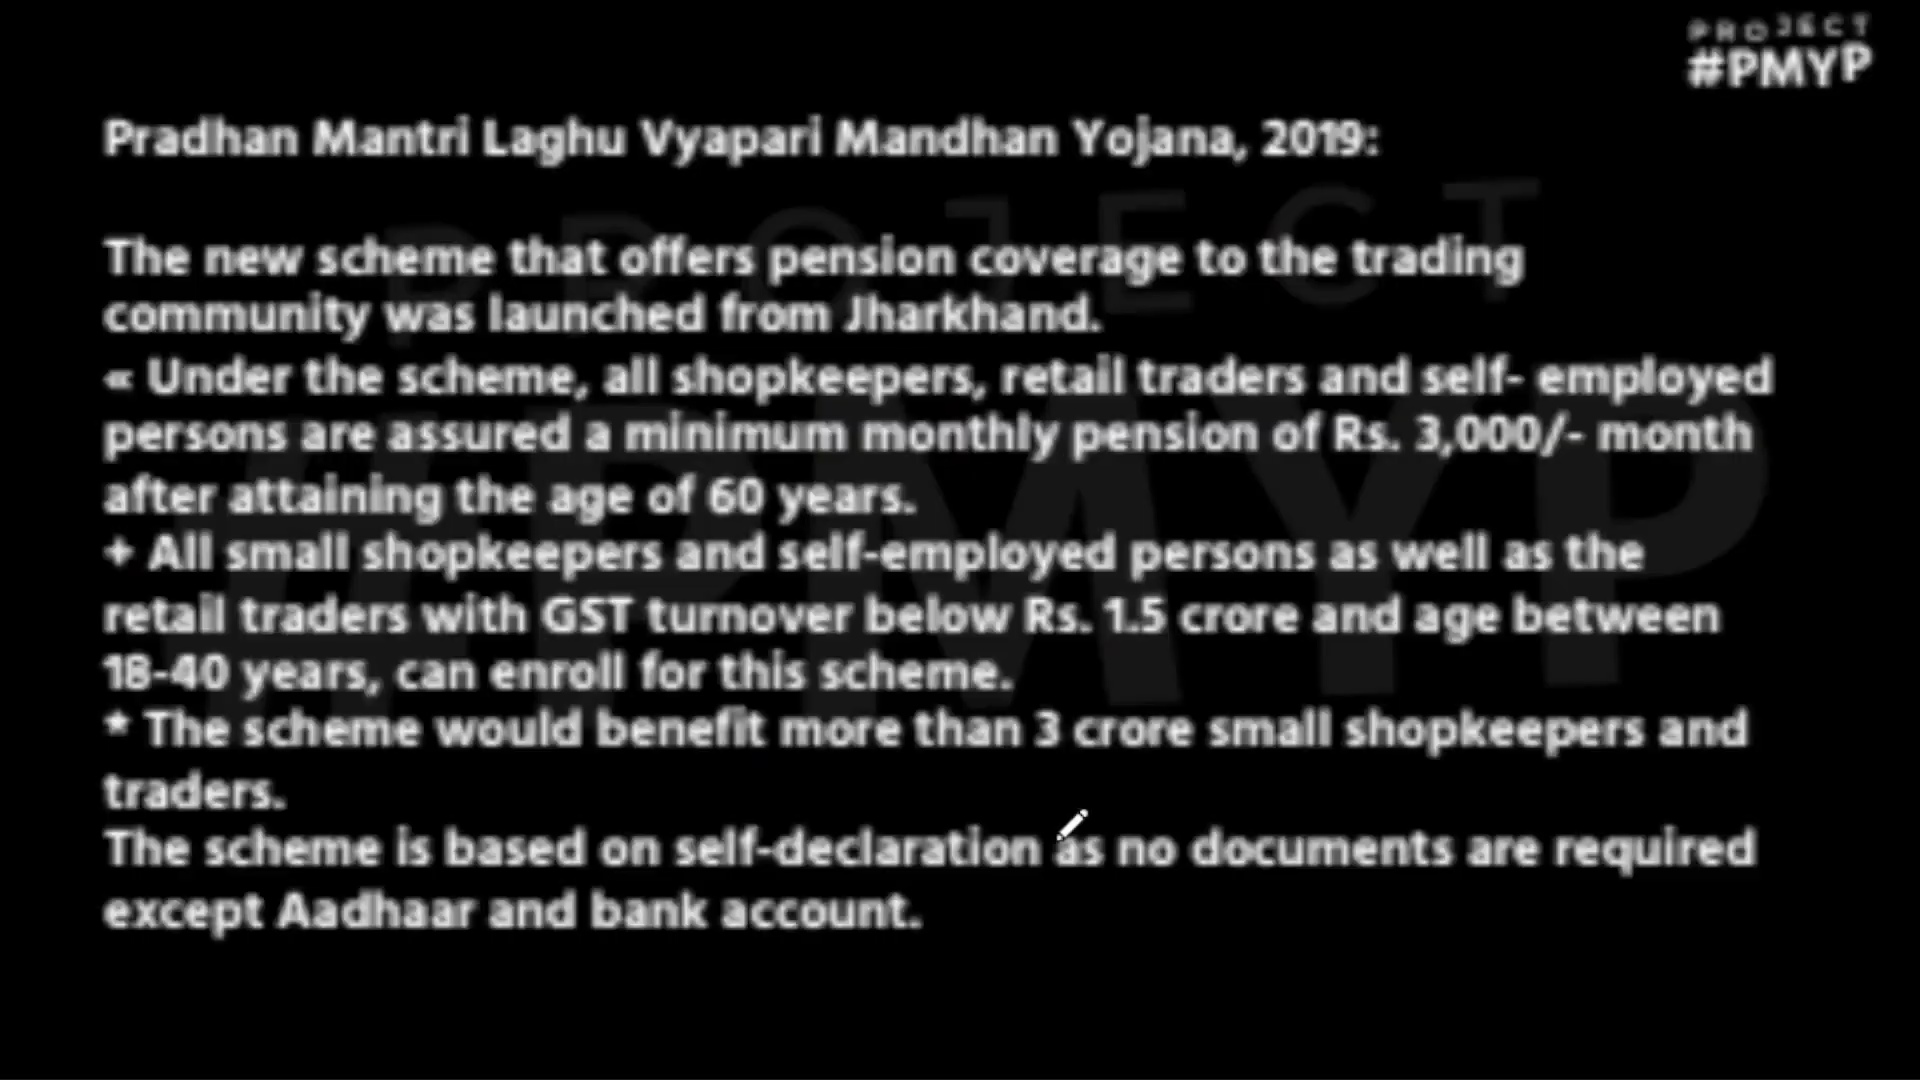 PROJECT
#PMYP
Pradhan Mantri Laghu Vyapari Mandhan Yojana, 2019:
PROJECT
The new scheme that offers pension coverage to the trading
community was launched from Jharkhand.
« Under the scheme, all shopkeepers, retail traders and self- employed
persons are assured a minimum monthly pension of Rs. 3,000/- month
after attaining the age of 60 years.
#PMYP
+ All small shopkeepers and self-employed persons as well as the
retail traders with GST turnover below Rs. 1.5 crore and age between
18-40 years, can enroll for this scheme.
* The scheme would benefit more than 3 crore small shopkeepers and
traders.
The scheme is based on self-declaration as no documents are required
except Aadhaar and bank account.